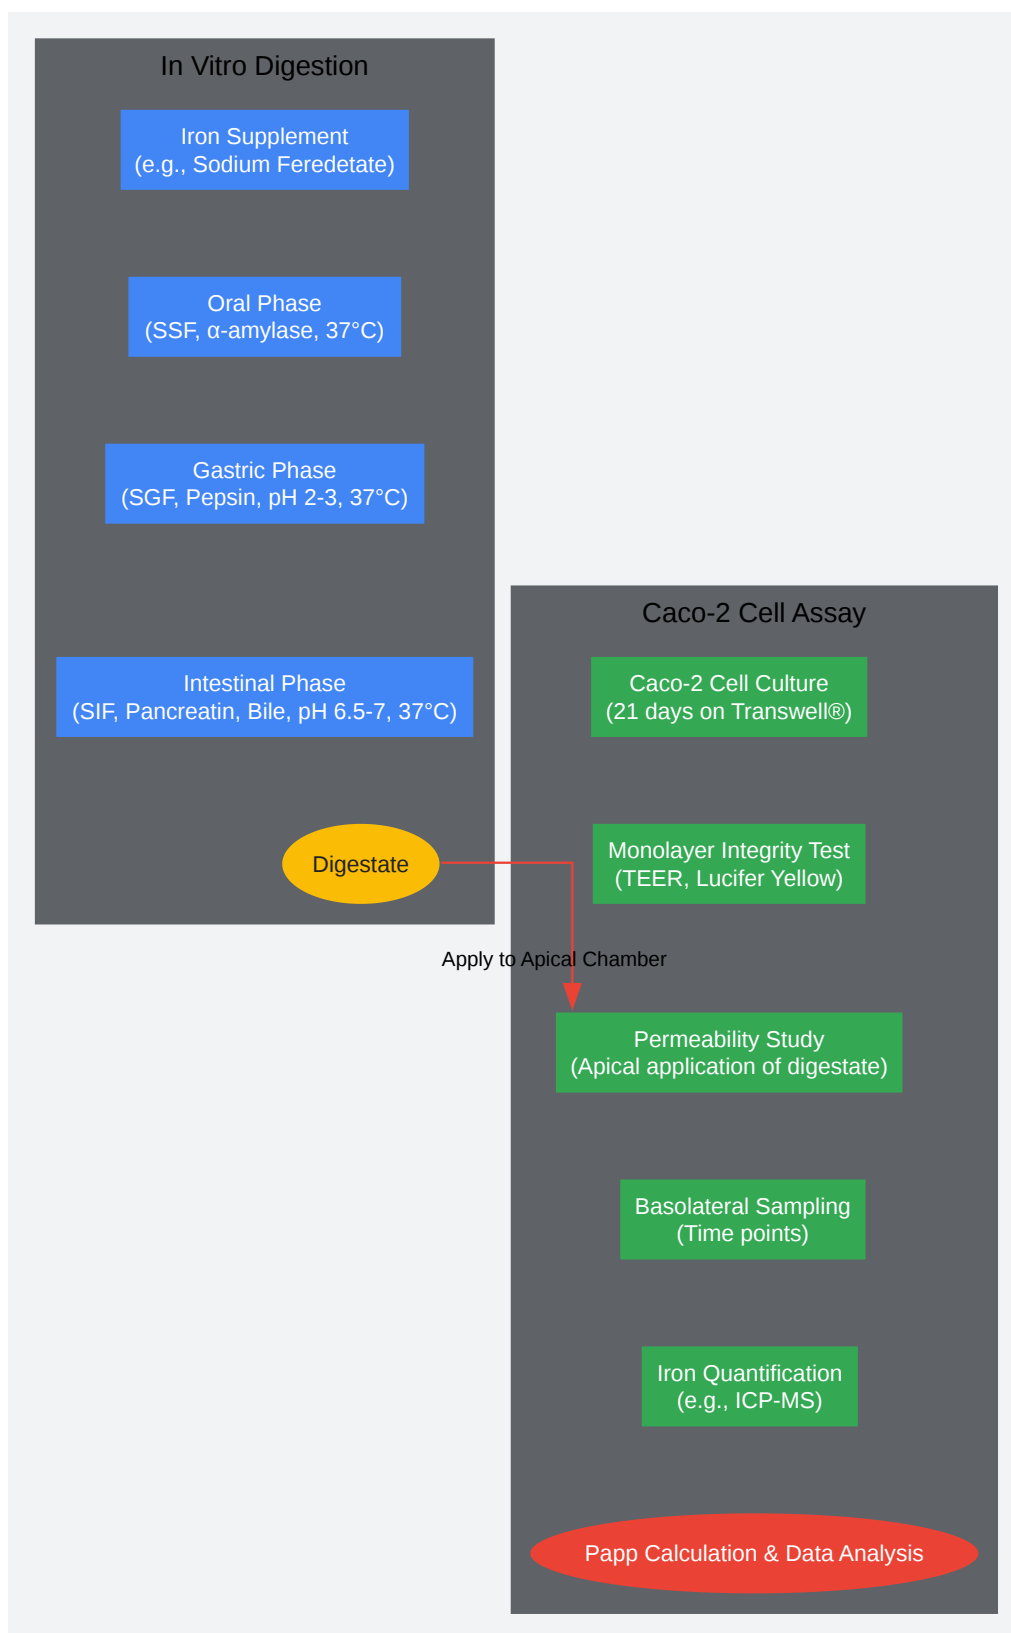 In Vitro Digestion
Iron Supplement
(e.g., Sodium Feredetate)
Oral Phase
(SSF, α-amylase, 37°C)
Gastric Phase
(SGF, Pepsin, pH 2-3, 37°C)
Intestinal Phase
(SIF, Pancreatin, Bile, pH 6.5-7, 37°C)
Digestate
Apply to Apical Chamber
Caco-2 Cell Assay
Caco-2 Cell Culture
(21 days on Transwell®)
Monolayer Integrity Test
(TEER, Lucifer Yellow)
Permeability Study
(Apical application of digestate)
Basolateral Sampling
(Time points)
Iron Quantification
(e.g., ICP-MS)
Papp Calculation & Data Analysis